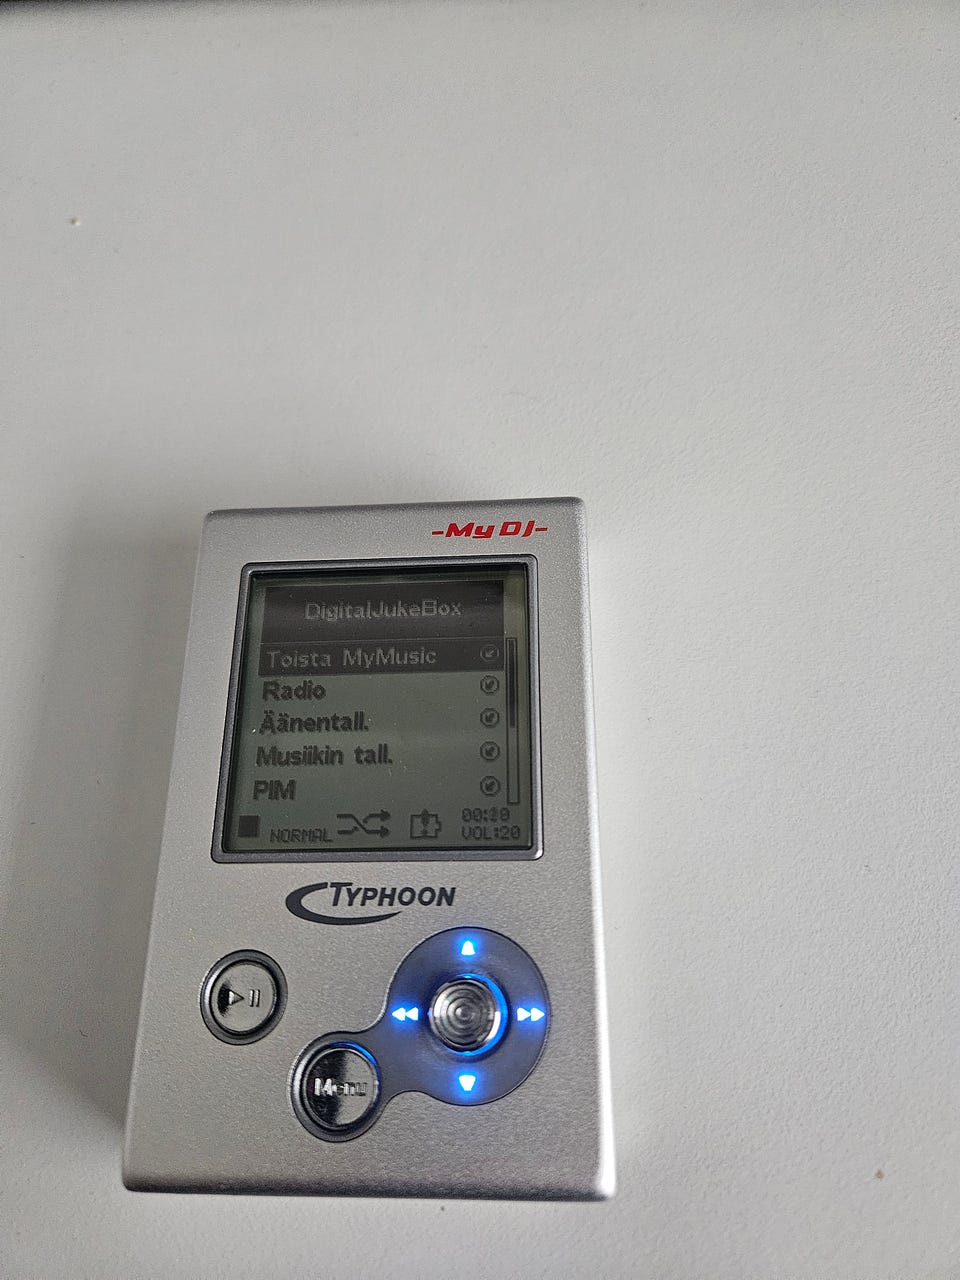 -My DJ-
DigitalJukeBox
Toista MyMusic
Radio
Äänentall.
Musiikin tall.
PIM
NORMAL
VOL:20
TYPHOON
Menu